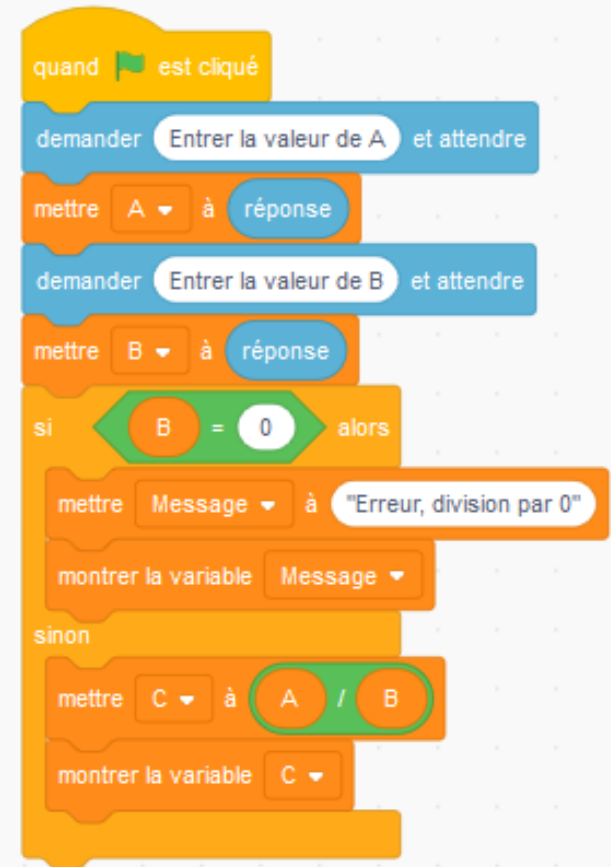 quand est cliqué
demander Entrer la valeur de A et attendre
mettre A à réponse
demander Entrer la valeur de B et attendre
mettre B à réponse
si B = 0 alors
mettre Message à "Erreur, division par 0"
montrer la variable Message
sinon
mettre C à A / B
montrer la variable C